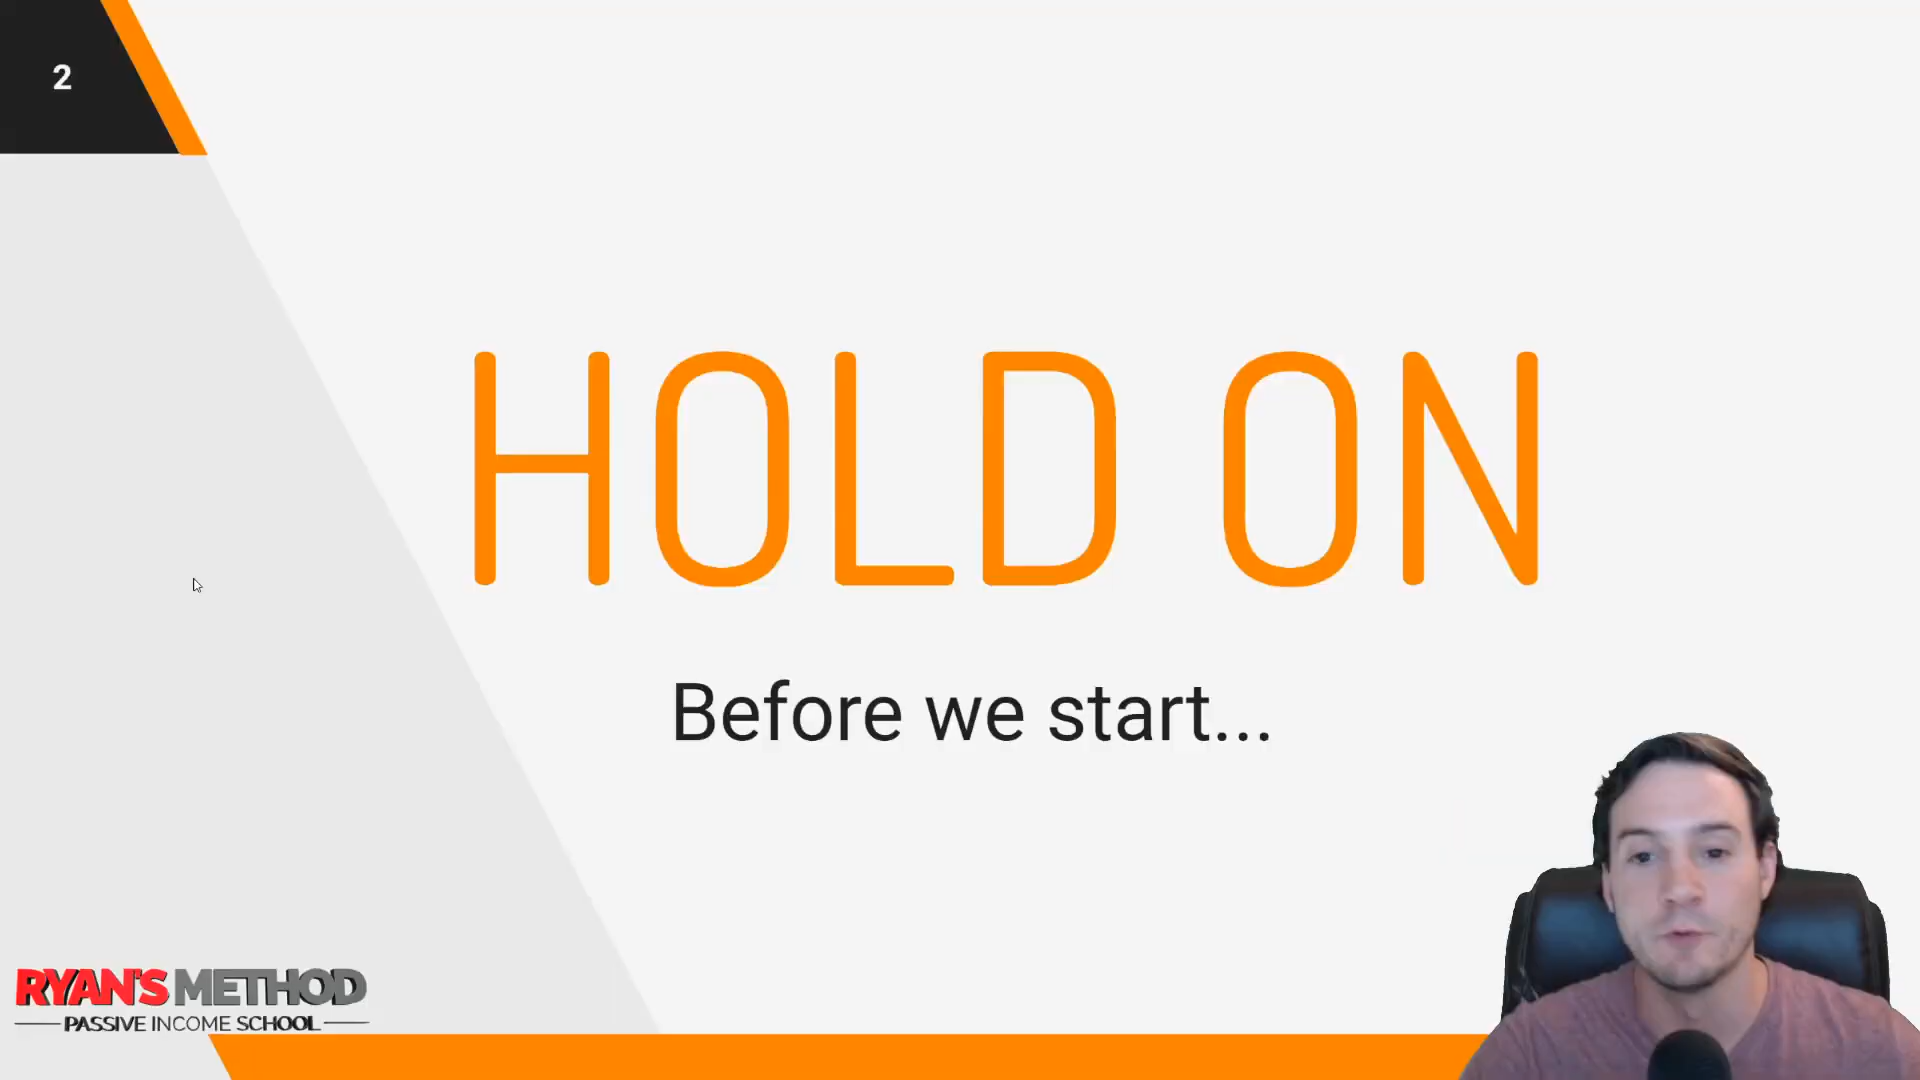 2
HOLD ON
Before we start...
RYAN'S METHOD
PASSIVE INCOME SCHOOL